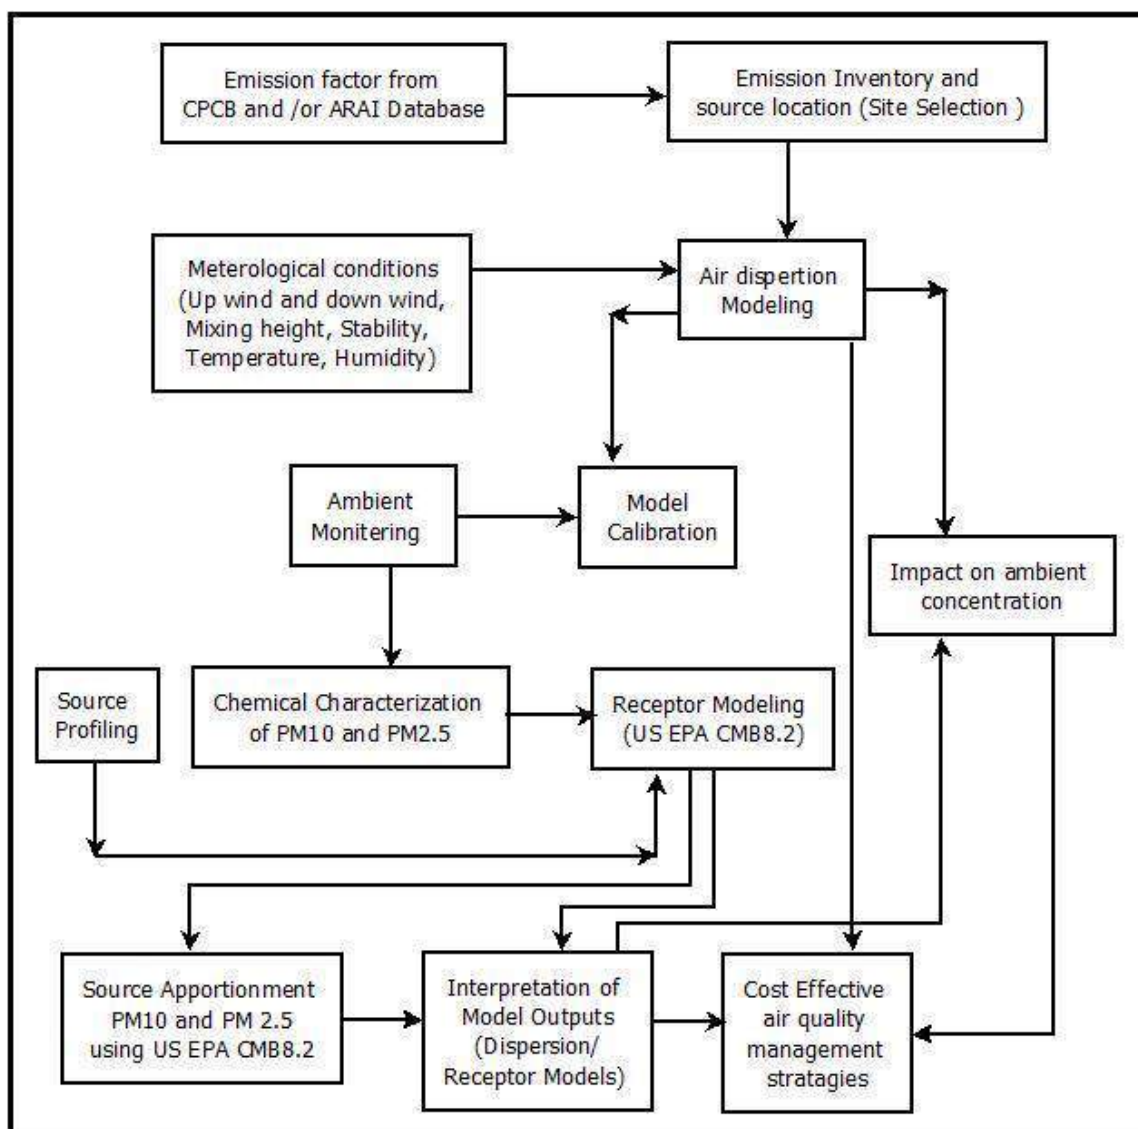 Emission factor from
CPCB and /or ARAI Database
Emission Inventory and
source location (Site Selection )
Meterological conditions
(Up wind and down wind,
Mixing height, Stability,
Temperature, Humidity)
Air dispertion
Modeling
Ambient
Monitering
Model
Calibration
Impact on ambient
concentration
Source
Profiling
Chemical Characterization
of PM10 and PM2.5
Receptor Modeling
(US EPA CMB8.2)
Source Apportionment
PM10 and PM 2.5
using US EPA CMB8.2
Interpretation of
Model Outputs
(Dispersion/
Receptor Models)
Cost Effective
air quality
management
stratagies